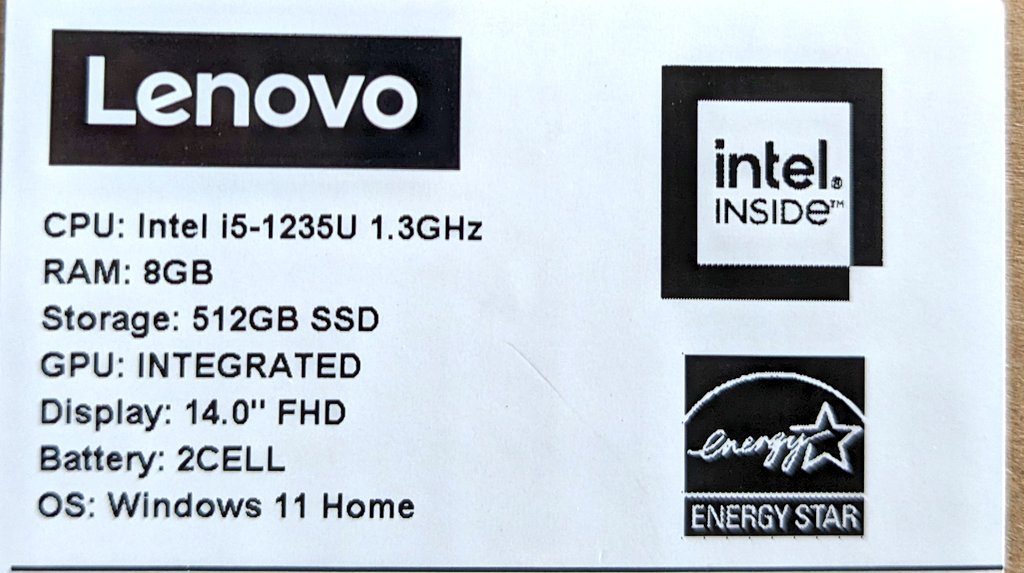 Lenovo
CPU: Intel i5-1235U 1.3GHz
RAM: 8GB
Storage: 512GB SSD
GPU: INTEGRATED
Display: 14.0" FHD
Battery: 2CELL
OS: Windows 11 Home
intel®
INSIDe™
energy
ENERGY STAR